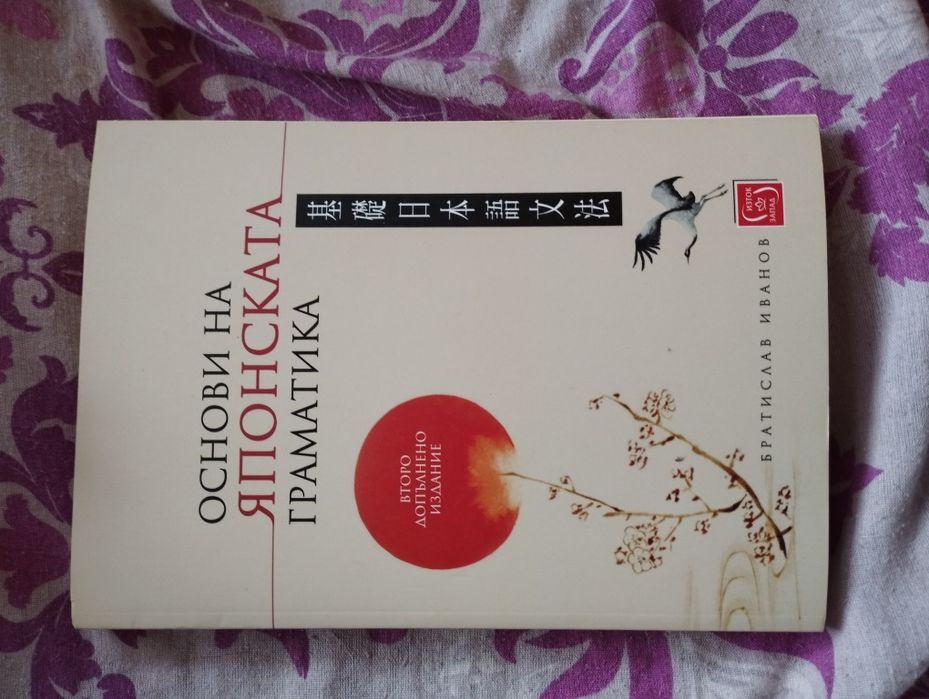 ОСНОВИ НА
ЯПОНСКАТА
ГРАМАТИКА
基礎日本語文法
ВТОРО
ДОПЪЛНЕНО
ИЗДАНИЕ
БРАТИСЛАВ ИВАНОВ
ИЗТОК
ЗАПАД